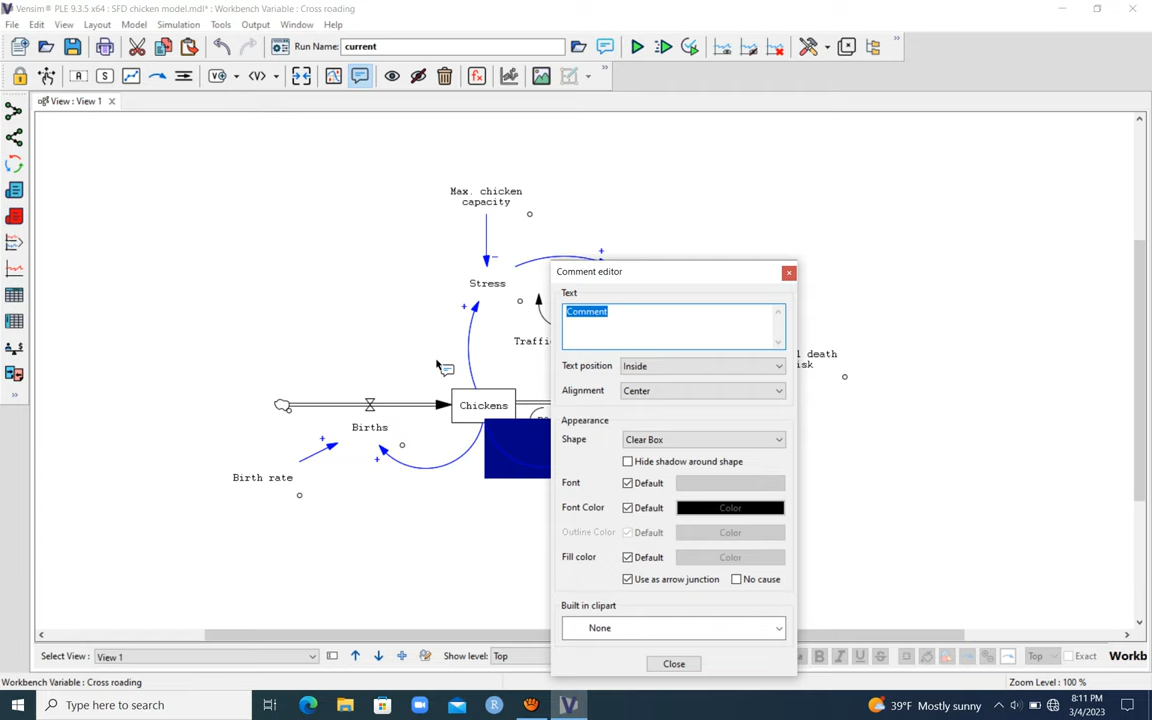 Vensim® PLE 9.3.5 x64 : SFD chicken model.mdl* : Workbench Variable: Cross roading
File Edit View Layout Model Simulation Tools Output Window Help
Run Name: current
View : View 1
Max. chicken
capacity
Stress
Traffi
Chickens
Births
Birth rate
l death
isk
Comment editor
Text
Comment
Text position Inside
Alignment Center
Appearance
Shape Clear Box
Hide shadow around shape
Font Default
Font Color Default Color
Outline Color Default Color
Fill color Default Color
Use as arrow junction No cause
Built in clipart
None
Close
Select View: View 1 Show level: Top
B I U S Top Exact Workb
Workbench Variable: Cross roading Zoom Level: 100 %
Type here to search
39°F Mostly sunny
8:11 PM
3/4/2023